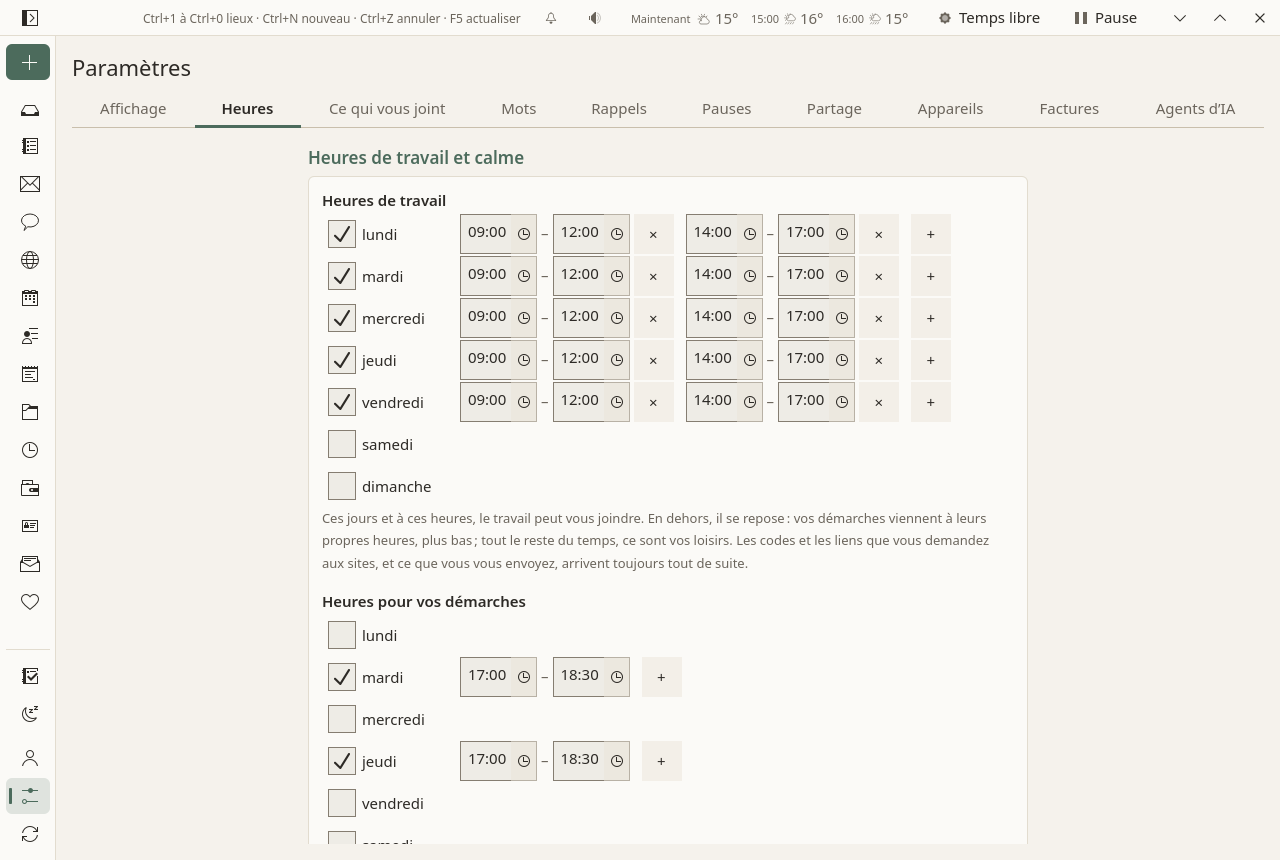 Ctrl+1 à Ctrl+0 lieux · Ctrl+N nouveau · Ctrl+Z annuler · F5 actualiser
Maintenant 15° 15:00 16° 16:00 15°
Temps libre
Pause
Paramètres
Affichage Heures Ce qui vous joint Mots Rappels Pauses Partage Appareils Factures Agents d’IA
Heures de travail et calme
Heures de travail
lundi 09:00 – 12:00 × 14:00 – 17:00 × +
mardi 09:00 – 12:00 × 14:00 – 17:00 × +
mercredi 09:00 – 12:00 × 14:00 – 17:00 × +
jeudi 09:00 – 12:00 × 14:00 – 17:00 × +
vendredi 09:00 – 12:00 × 14:00 – 17:00 × +
samedi
dimanche
Ces jours et à ces heures, le travail peut vous joindre. En dehors, il se repose : vos démarches viennent à leurs
propres heures, plus bas ; tout le reste du temps, ce sont vos loisirs. Les codes et les liens que vous demandez
aux sites, et ce que vous vous envoyez, arrivent toujours tout de suite.
Heures pour vos démarches
lundi
mardi 17:00 – 18:30 +
mercredi
jeudi 17:00 – 18:30 +
vendredi
samedi